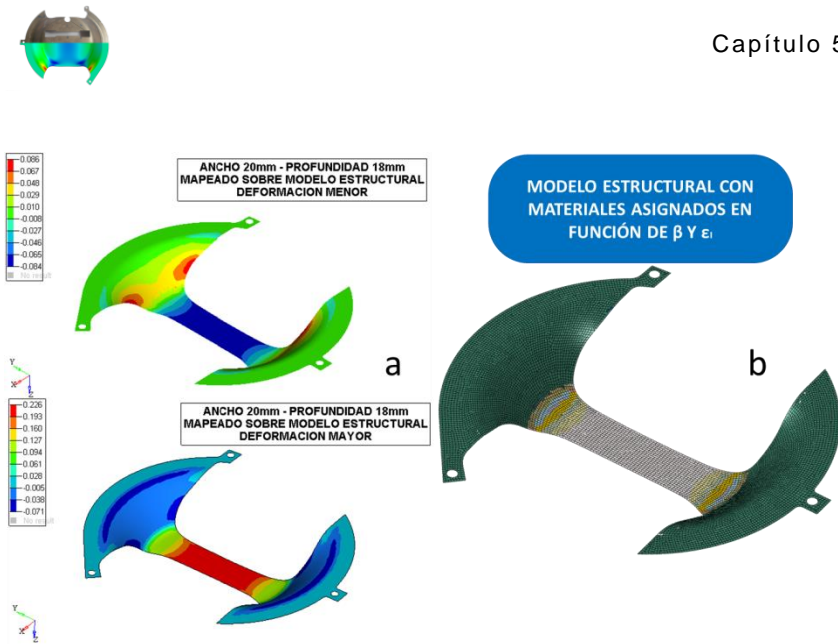 Capítulo 5
0.086
0.067
0.048
0.029
0.010
-0.008
-0.027
-0.046
-0.065
-0.084
No result
ANCHO 20mm - PROFUNDIDAD 18mm
MAPEADO SOBRE MODELO ESTRUCTURAL
DEFORMACION MENOR
a
Y
X
Z
0.226
0.193
0.160
0.127
0.094
0.061
0.028
-0.005
-0.038
-0.071
No result
ANCHO 20mm - PROFUNDIDAD 18mm
MAPEADO SOBRE MODELO ESTRUCTURAL
DEFORMACION MAYOR
Y
X
Z
MODELO ESTRUCTURAL CON
MATERIALES ASIGNADOS EN
FUNCIÓN DE β Y εı
b